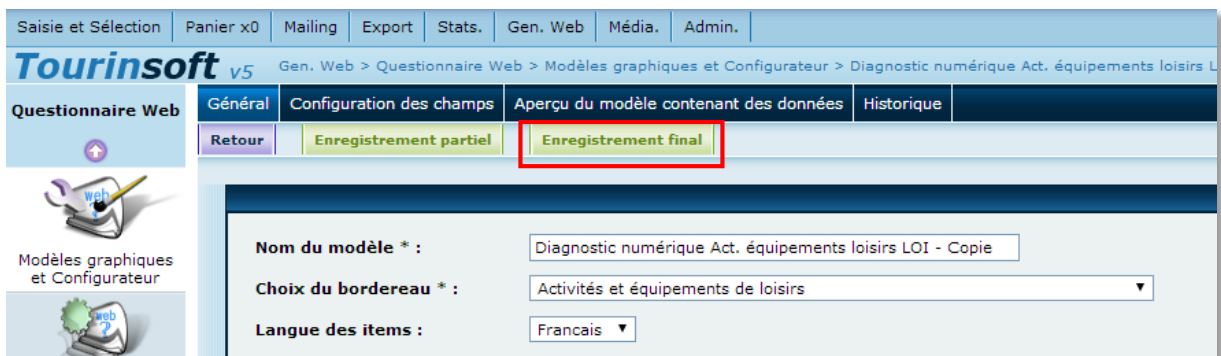 Saisie et Sélection Panier x0 Mailing Export Stats. Gen. Web Média. Admin.
Tourinsoft v5 Gen. Web > Questionnaire Web > Modèles graphiques et Configurateur > Diagnostic numérique Act. équipements loisirs L
Questionnaire Web
Général Configuration des champs Aperçu du modèle contenant des données Historique
Retour Enregistrement partiel Enregistrement final
web
?
Modèles graphiques
et Configurateur
web
?
Nom du modèle * : Diagnostic numérique Act. équipements loisirs LOI - Copie
Choix du bordereau * : Activités et équipements de loisirs
Langue des items : Francais